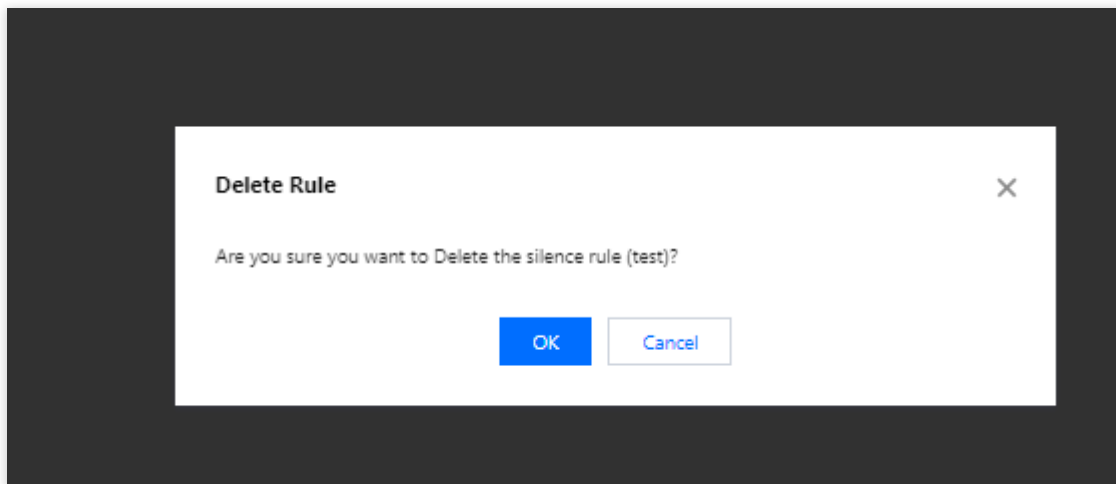 Delete Rule
Are you sure you want to Delete the silence rule (test)?
OK
Cancel